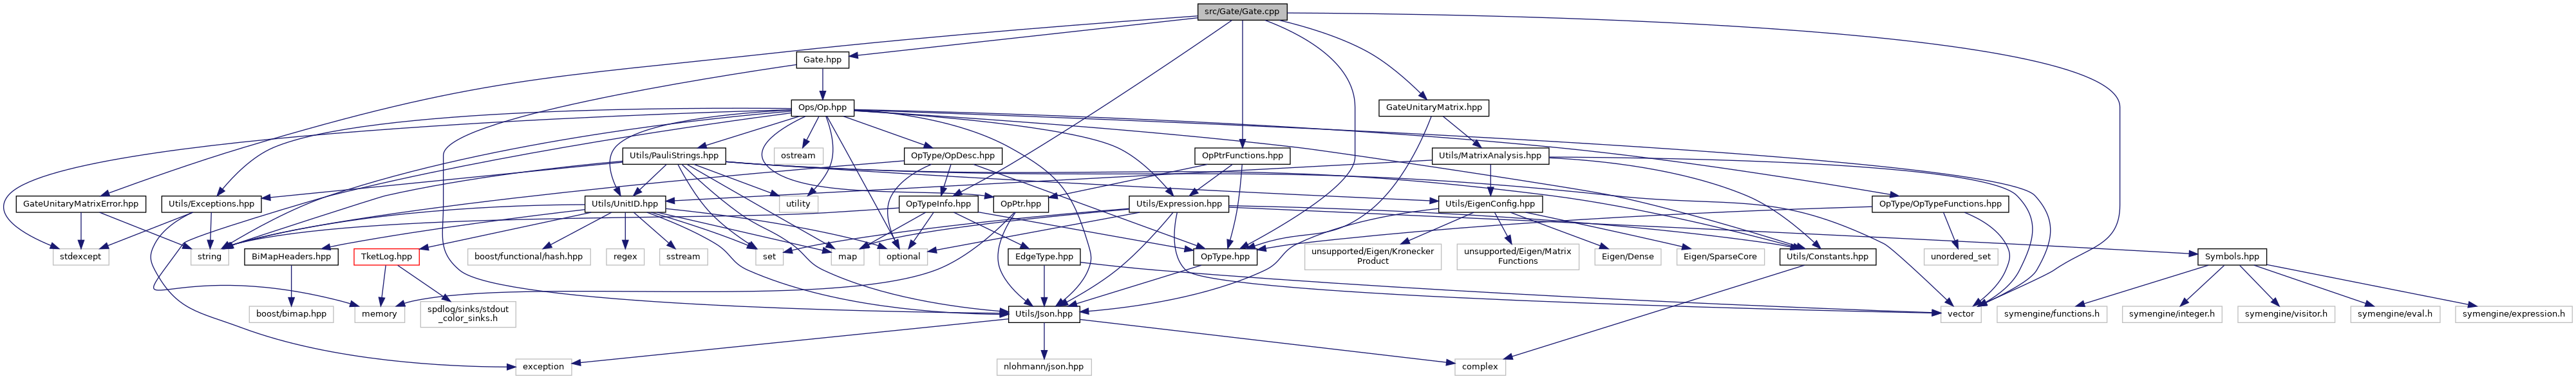 src/Gate/Gate.cpp
Gate.hpp
Ops/Op.hpp
GateUnitaryMatrix.hpp
Utils/PauliStrings.hpp
ostream
OpType/OpDesc.hpp
OpPtrFunctions.hpp
Utils/MatrixAnalysis.hpp
GateUnitaryMatrixError.hpp
Utils/Exceptions.hpp
Utils/UnitID.hpp
utility
OpTypeInfo.hpp
OpPtr.hpp
Utils/Expression.hpp
Utils/EigenConfig.hpp
OpType/OpTypeFunctions.hpp
stdexcept
string
BiMapHeaders.hpp
TketLog.hpp
boost/functional/hash.hpp
regex
sstream
set
map
optional
EdgeType.hpp
OpType.hpp
unsupported/Eigen/Kronecker
Product
unsupported/Eigen/Matrix
Functions
Eigen/Dense
Eigen/SparseCore
Utils/Constants.hpp
unordered_set
Symbols.hpp
boost/bimap.hpp
memory
spdlog/sinks/stdout
_color_sinks.h
Utils/Json.hpp
vector
symengine/functions.h
symengine/integer.h
symengine/visitor.h
symengine/eval.h
symengine/expression.h
exception
nlohmann/json.hpp
complex